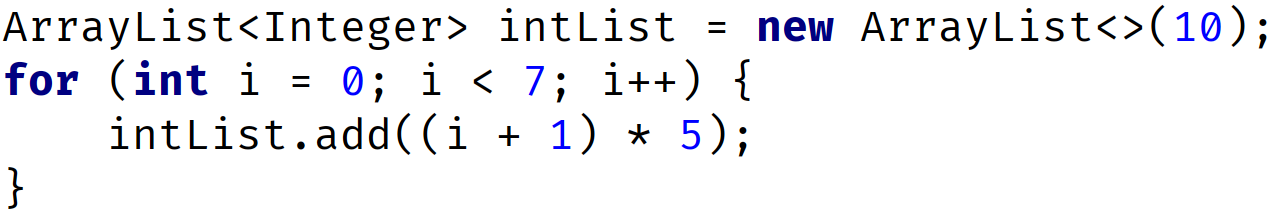 ArrayList<Integer> intList = new ArrayList<>(10);
for (int i = 0; i < 7; i++) {
    intList.add((i + 1) * 5);
}